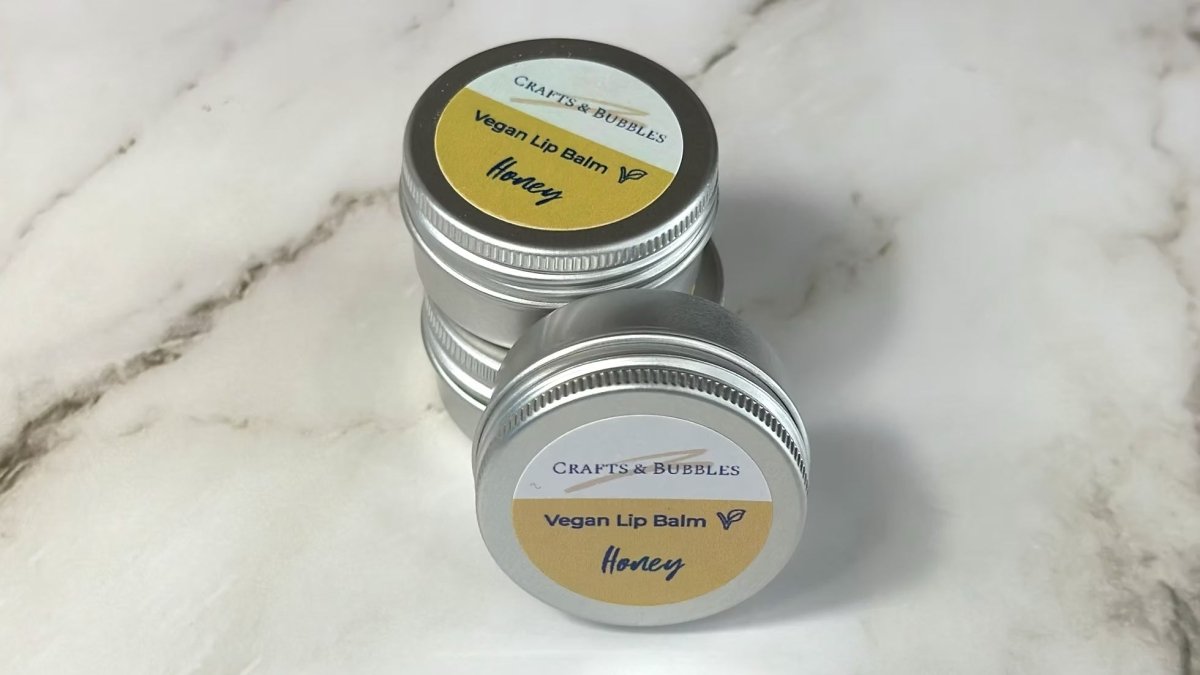 CRAFTS & BUBBLES
Vegan Lip Balm
Honey
CRAFTS & BUBBLES
Vegan Lip Balm
Honey